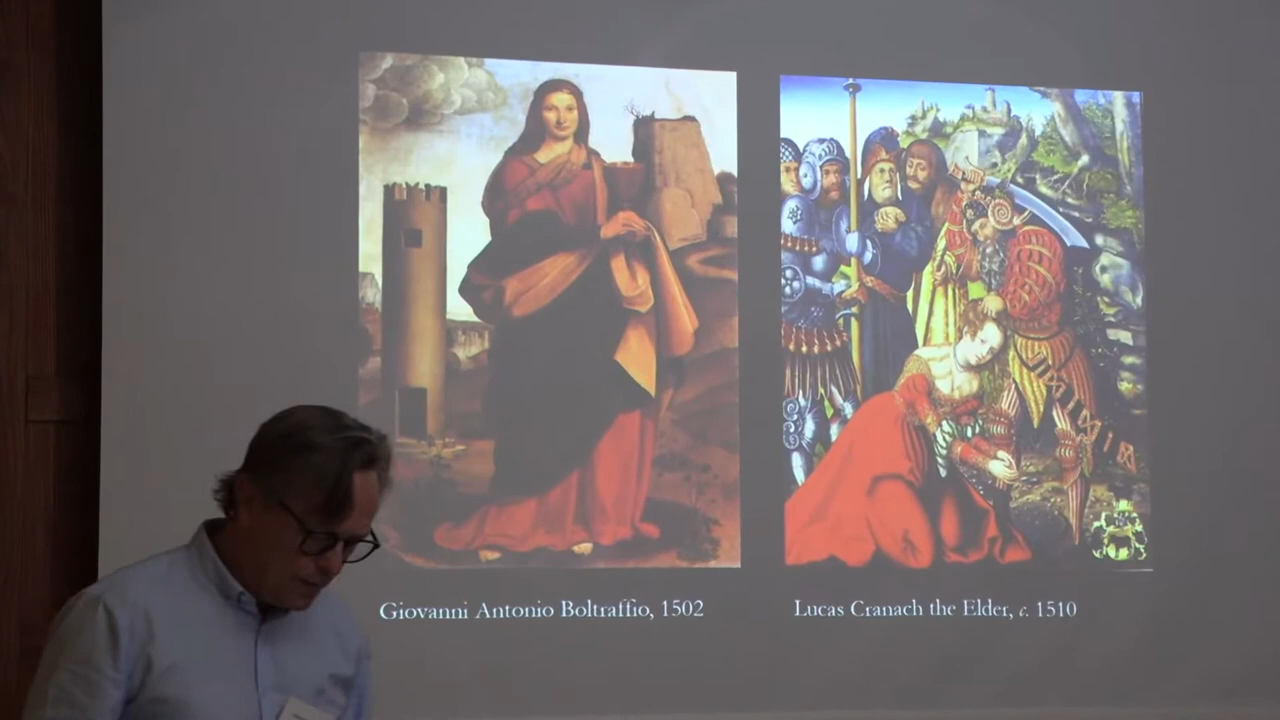 Giovanni Antonio Boltraffio, 1502
Lucas Cranach the Elder, c. 1510